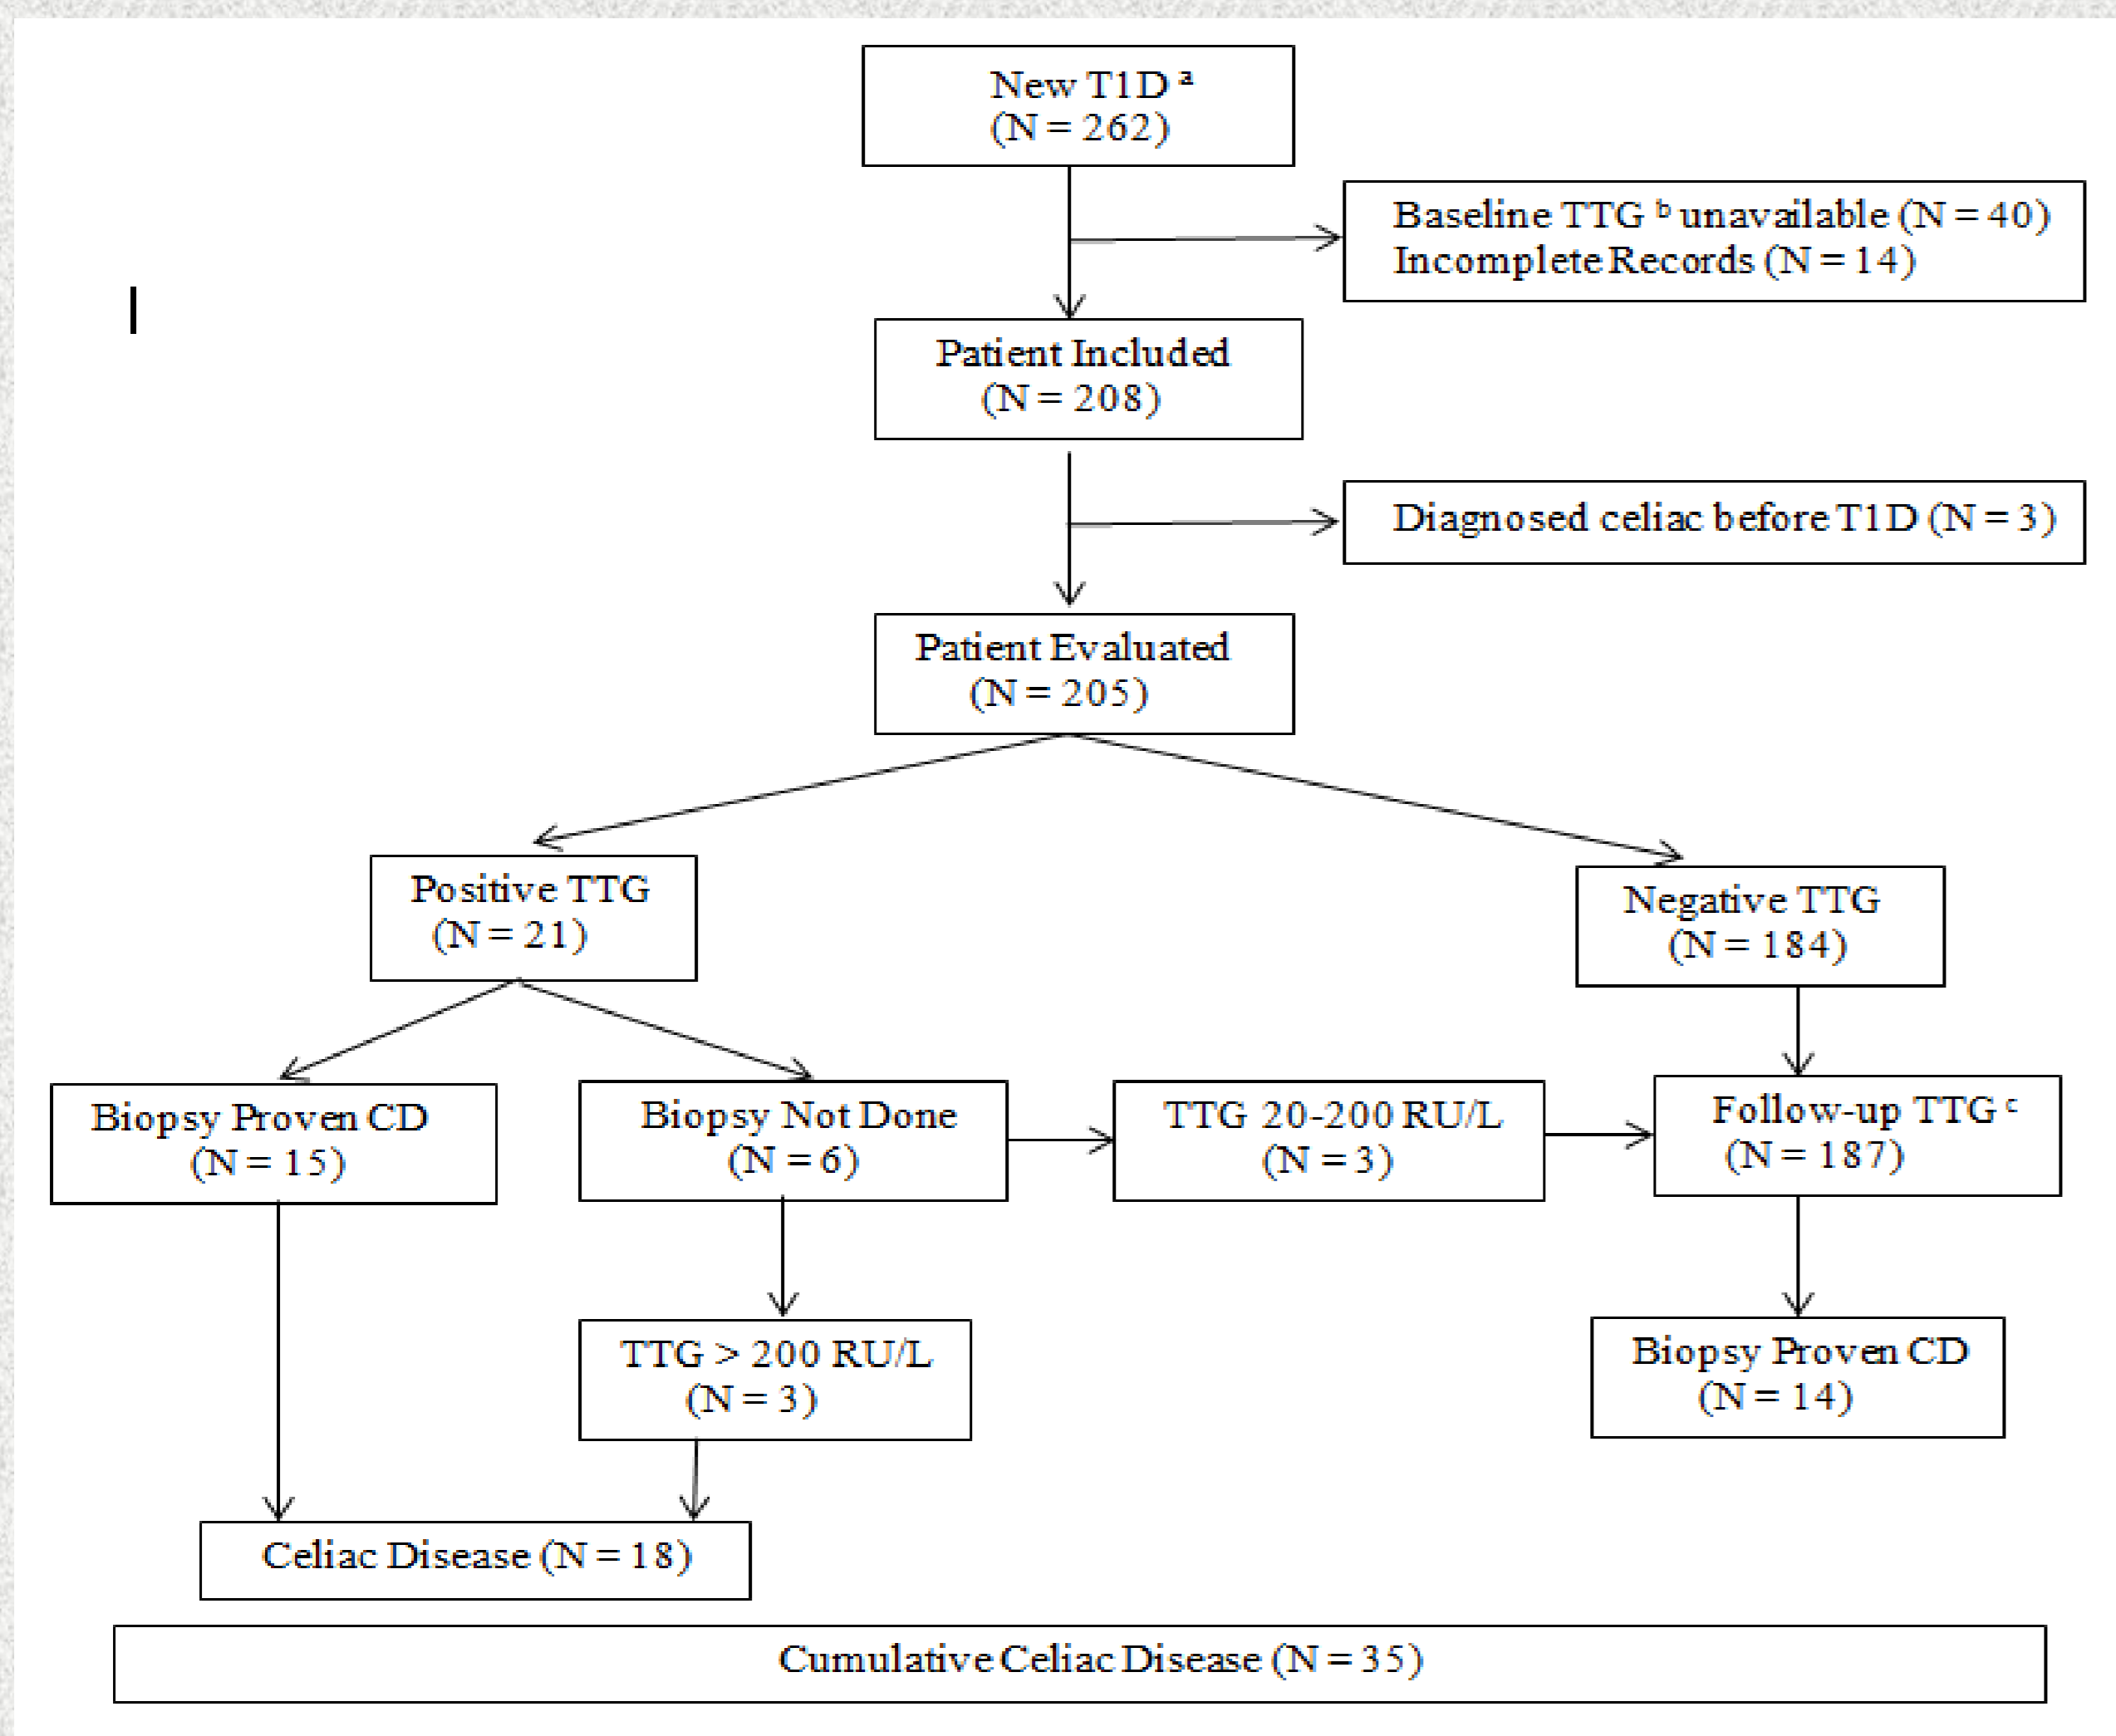 New T1D ᵃ
(N = 262)
Baseline TTG ᵇ unavailable (N = 40)
Incomplete Records (N = 14)
Patient Included
(N = 208)
Diagnosed celiac before T1D (N = 3)
Patient Evaluated
(N = 205)
Positive TTG
(N = 21)
Negative TTG
(N = 184)
Biopsy Proven CD
(N = 15)
Biopsy Not Done
(N = 6)
TTG 20-200 RU/L
(N = 3)
Follow-up TTG ᶜ
(N = 187)
TTG > 200 RU/L
(N = 3)
Biopsy Proven CD
(N = 14)
Celiac Disease (N = 18)
Cumulative Celiac Disease (N = 35)